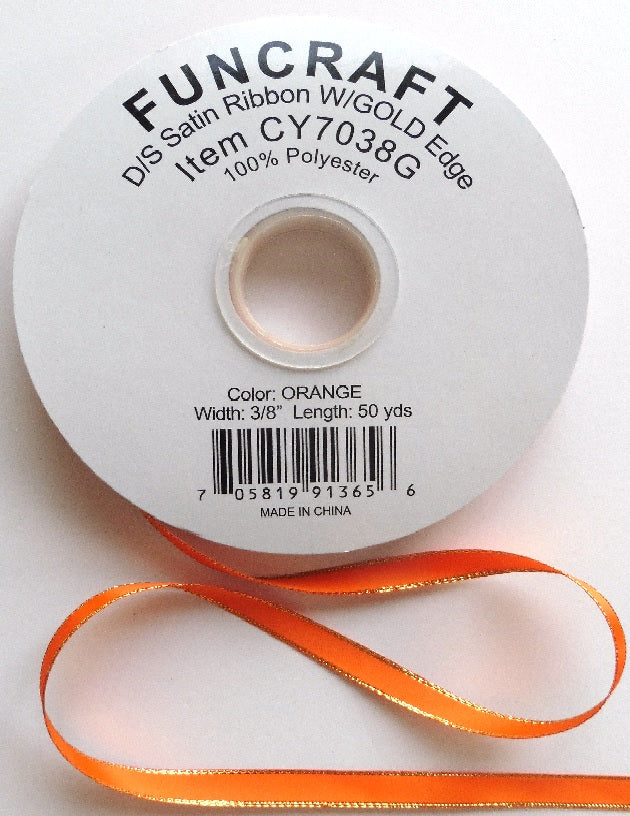 FUNCRAFT
D/S Satin Ribbon W/GOLD Edge
Item CY7038G
100% Polyester
Color: ORANGE
Width: 3/8" Length: 50 yds
7 05819 91365 6
MADE IN CHINA